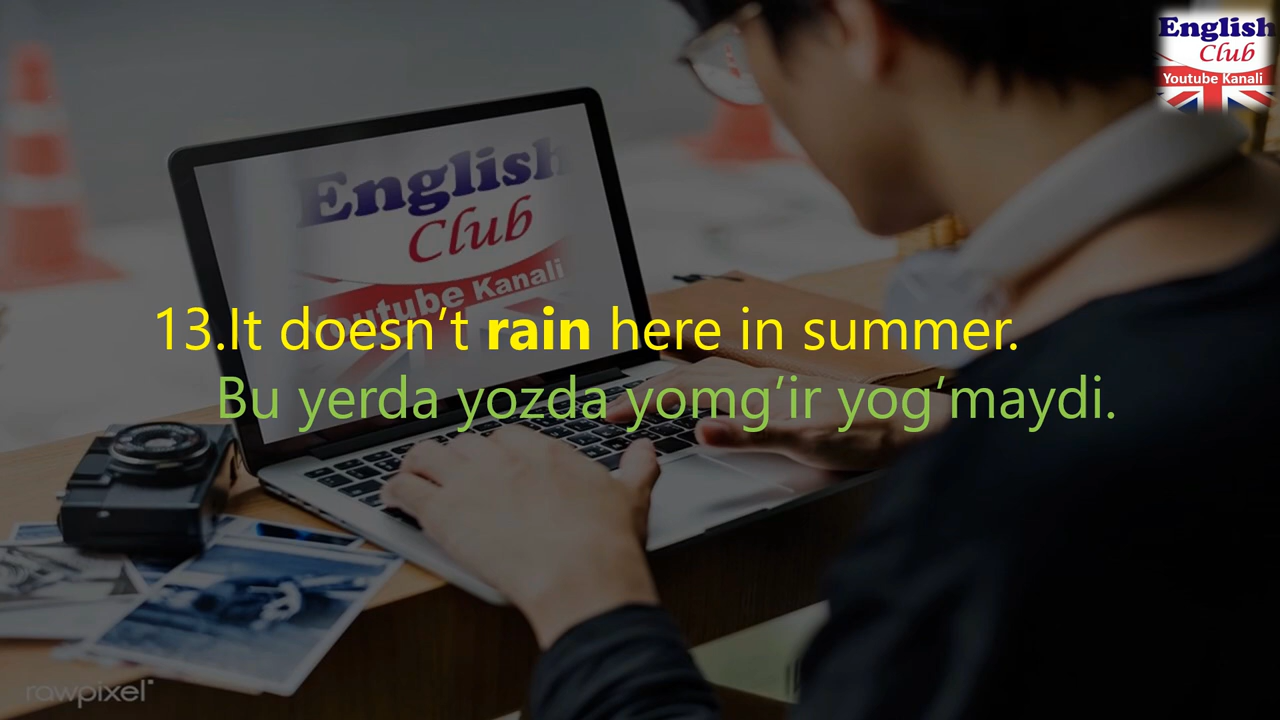 English
Club
Youtube Kanali
English
Club
Youtube Kanali
13.It doesn’t rain here in summer.
Bu yerda yozda yomg’ir yog’maydi.
rawpixel